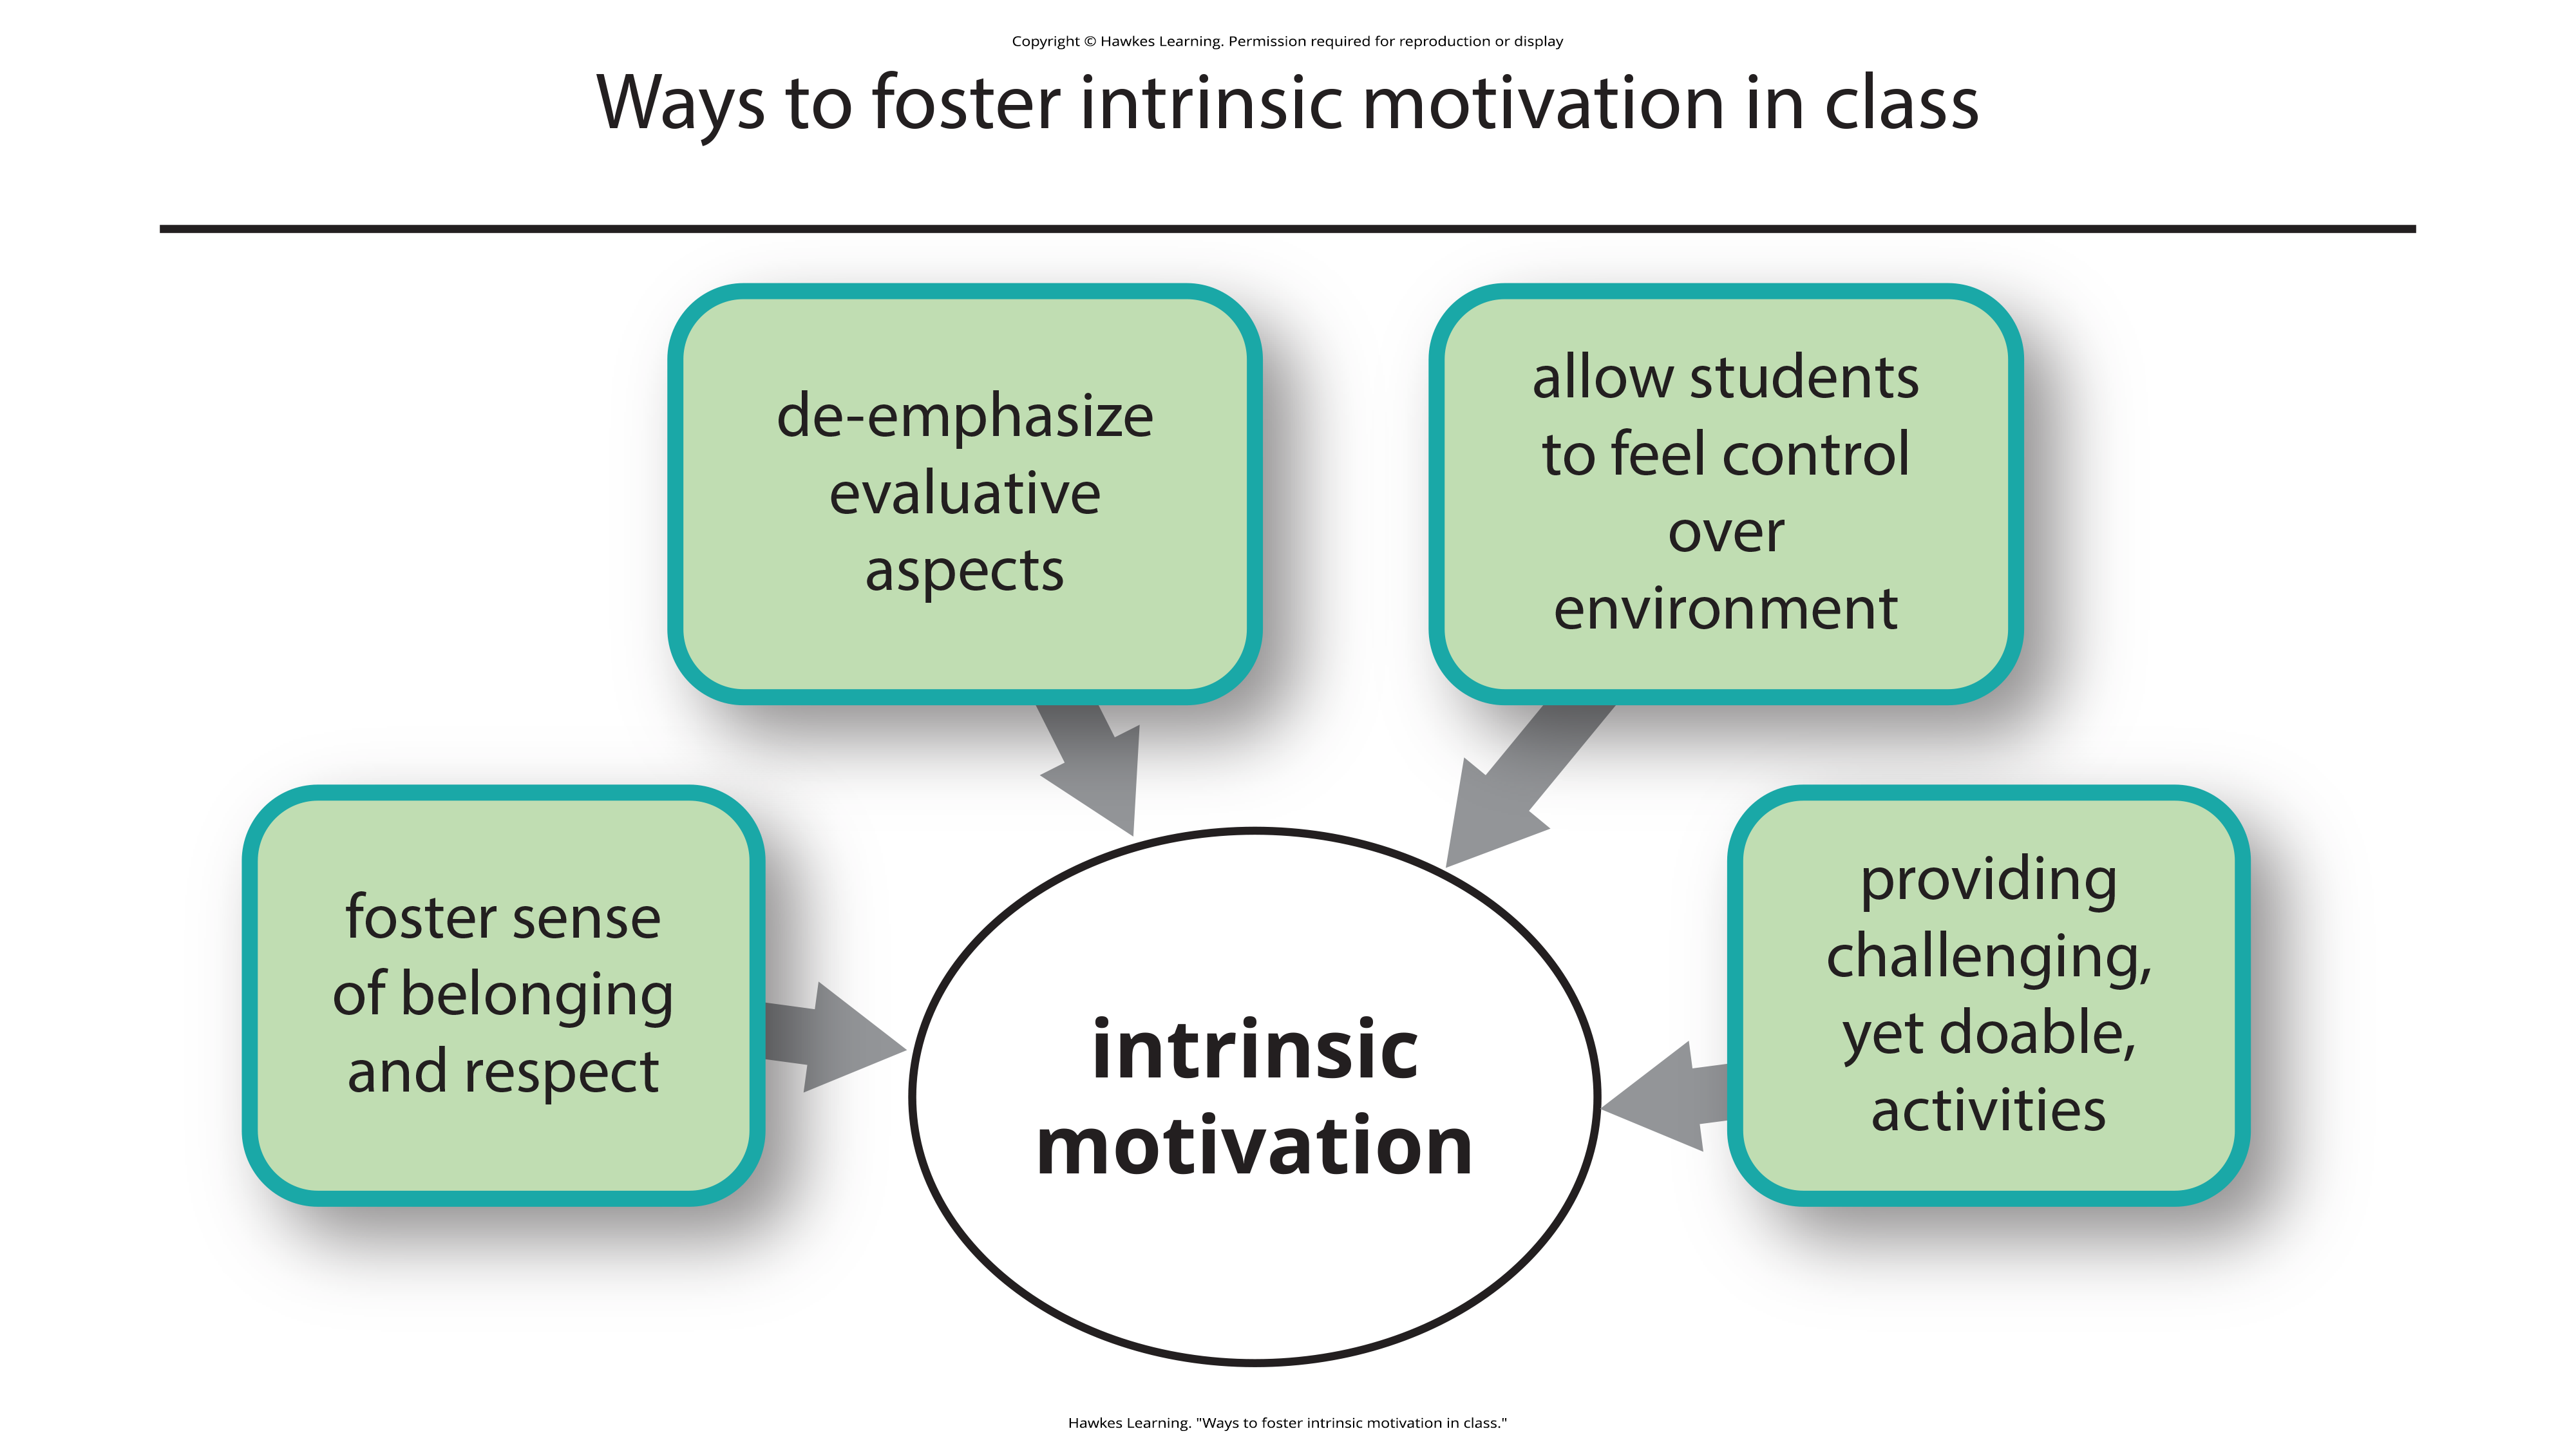 Copyright © Hawkes Learning. Permission required for reproduction or display
Ways to foster intrinsic motivation in class
de-emphasize
evaluative
aspects
allow students
to feel control
over
environment
foster sense
of belonging
and respect
providing
challenging,
yet doable,
activities
intrinsic
motivation
Hawkes Learning. "Ways to foster intrinsic motivation in class."